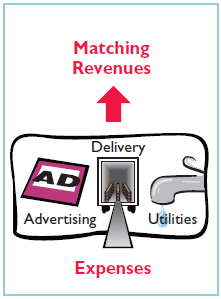 Matching
Revenues
Delivery
AD
Advertising
Utilities
Expenses